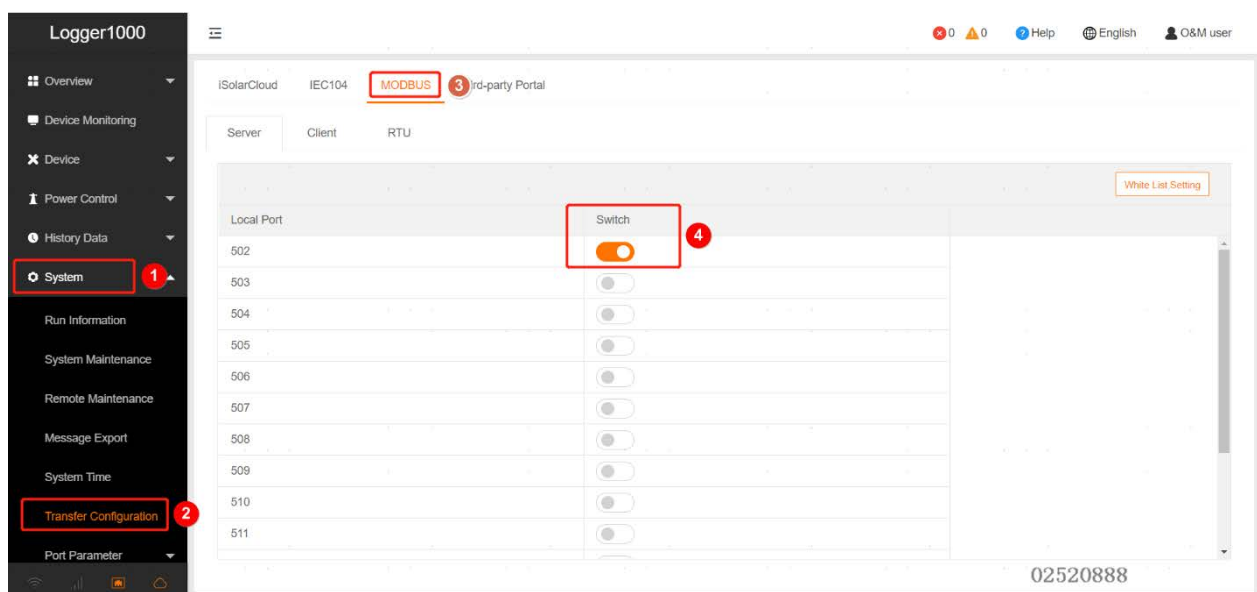 Logger1000
0 0 Help English O&M user
Overview
Device Monitoring
Device
Power Control
History Data
System 1
Run Information
System Maintenance
Remote Maintenance
Message Export
System Time
Transfer Configuration 2
Port Parameter
iSolarCloud IEC104 MODBUS 3 rd-party Portal
Server Client RTU
White List Setting
Local Port Switch 4
502
503
504
505
506
507
508
509
510
511
02520888